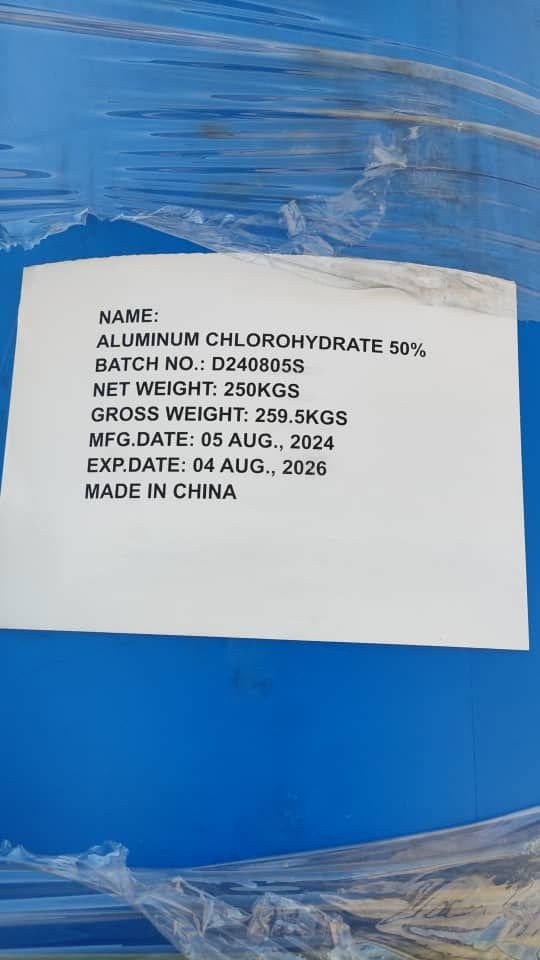 NAME:
ALUMINUM CHLOROHYDRATE 50%
BATCH NO.: D240805S
NET WEIGHT: 250KGS
GROSS WEIGHT: 259.5KGS
MFG.DATE: 05 AUG., 2024
EXP.DATE: 04 AUG., 2026
MADE IN CHINA